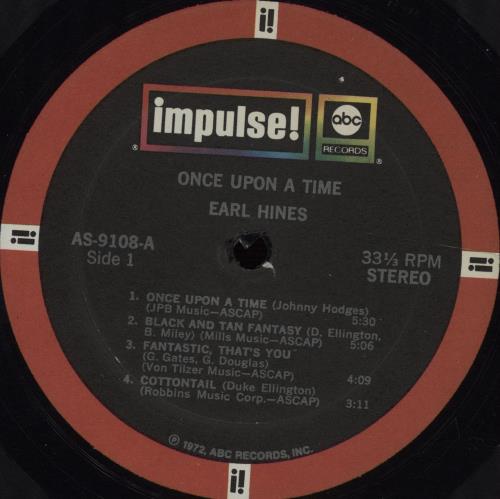 impulse!
abc
RECORDS
ONCE UPON A TIME
EARL HINES
AS-9108-A
Side 1
33⅓ RPM
STEREO
1. ONCE UPON A TIME (Johnny Hodges)
(JPB Music—ASCAP) 5:30
2. BLACK AND TAN FANTASY (D. Ellington,
B. Miley) (Mills Music—ASCAP) 5:06
3. FANTASTIC, THAT'S YOU
(G. Gates, G. Douglas)
(Von Tilzer Music—ASCAP) 4:09
4. COTTONTAIL (Duke Ellington)
(Robbins Music Corp.—ASCAP) 3:11
℗ 1972, ABC RECORDS, INC.